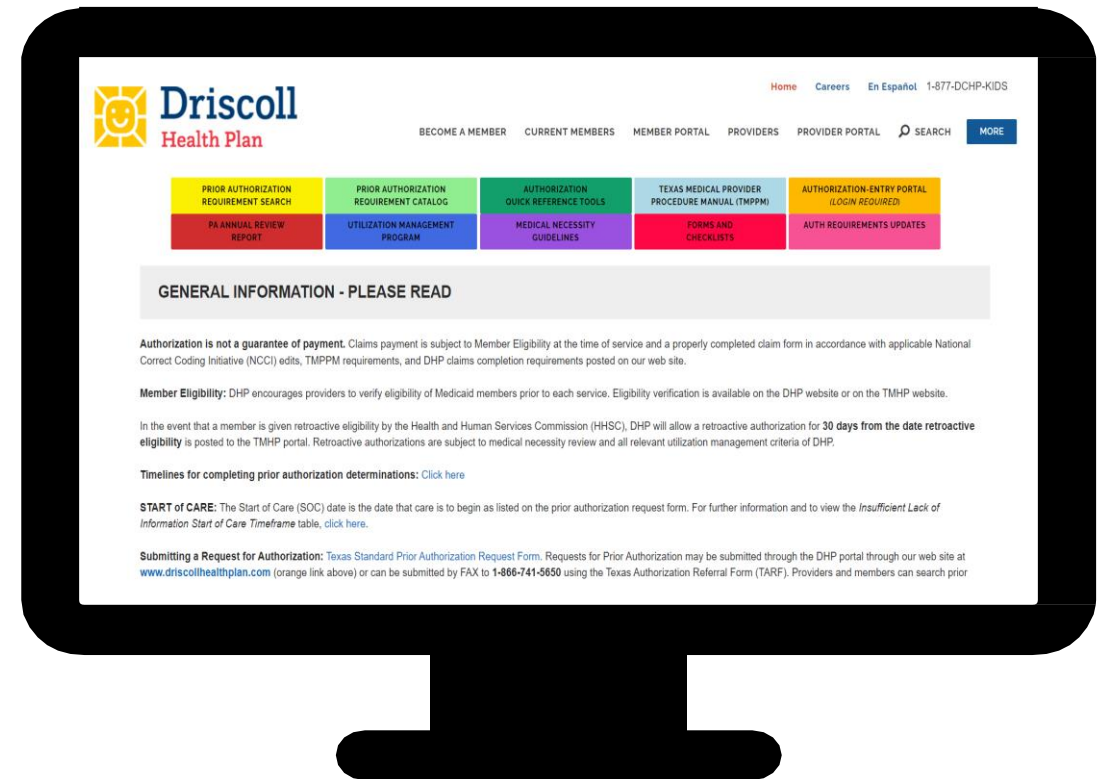 Driscoll
Health Plan
Home Careers En Español 1-877-DCHP-KIDS
BECOME A MEMBER CURRENT MEMBERS MEMBER PORTAL PROVIDERS PROVIDER PORTAL SEARCH MORE
PRIOR AUTHORIZATION
REQUIREMENT SEARCH
PRIOR AUTHORIZATION
REQUIREMENT CATALOG
AUTHORIZATION
QUICK REFERENCE TOOLS
TEXAS MEDICAL PROVIDER
PROCEDURE MANUAL (TMPPM)
AUTHORIZATION-ENTRY PORTAL
(LOGIN REQUIRED)
PA ANNUAL REVIEW
REPORT
UTILIZATION MANAGEMENT
PROGRAM
MEDICAL NECESSITY
GUIDELINES
FORMS AND
CHECKLISTS
AUTH REQUIREMENTS UPDATES
GENERAL INFORMATION - PLEASE READ
Authorization is not a guarantee of payment. Claims payment is subject to Member Eligibility at the time of service and a properly completed claim form in accordance with applicable National
Correct Coding Initiative (NCCI) edits, TMPPM requirements, and DHP claims completion requirements posted on our web site.
Member Eligibility: DHP encourages providers to verify eligibility of Medicaid members prior to each service. Eligibility verification is available on the DHP website or on the TMHP website.
In the event that a member is given retroactive eligibility by the Health and Human Services Commission (HHSC), DHP will allow a retroactive authorization for 30 days from the date retroactive
eligibility is posted to the TMHP portal. Retroactive authorizations are subject to medical necessity review and all relevant utilization management criteria of DHP.
Timelines for completing prior authorization determinations: Click here
START of CARE: The Start of Care (SOC) date is the date that care is to begin as listed on the prior authorization request form. For further information and to view the Insufficient Lack of
Information Start of Care Timeframe table, click here.
Submitting a Request for Authorization: Texas Standard Prior Authorization Request Form. Requests for Prior Authorization may be submitted through the DHP portal through our web site at
www.driscollhealthplan.com (orange link above) or can be submitted by FAX to 1-866-741-5650 using the Texas Authorization Referral Form (TARF). Providers and members can search prior